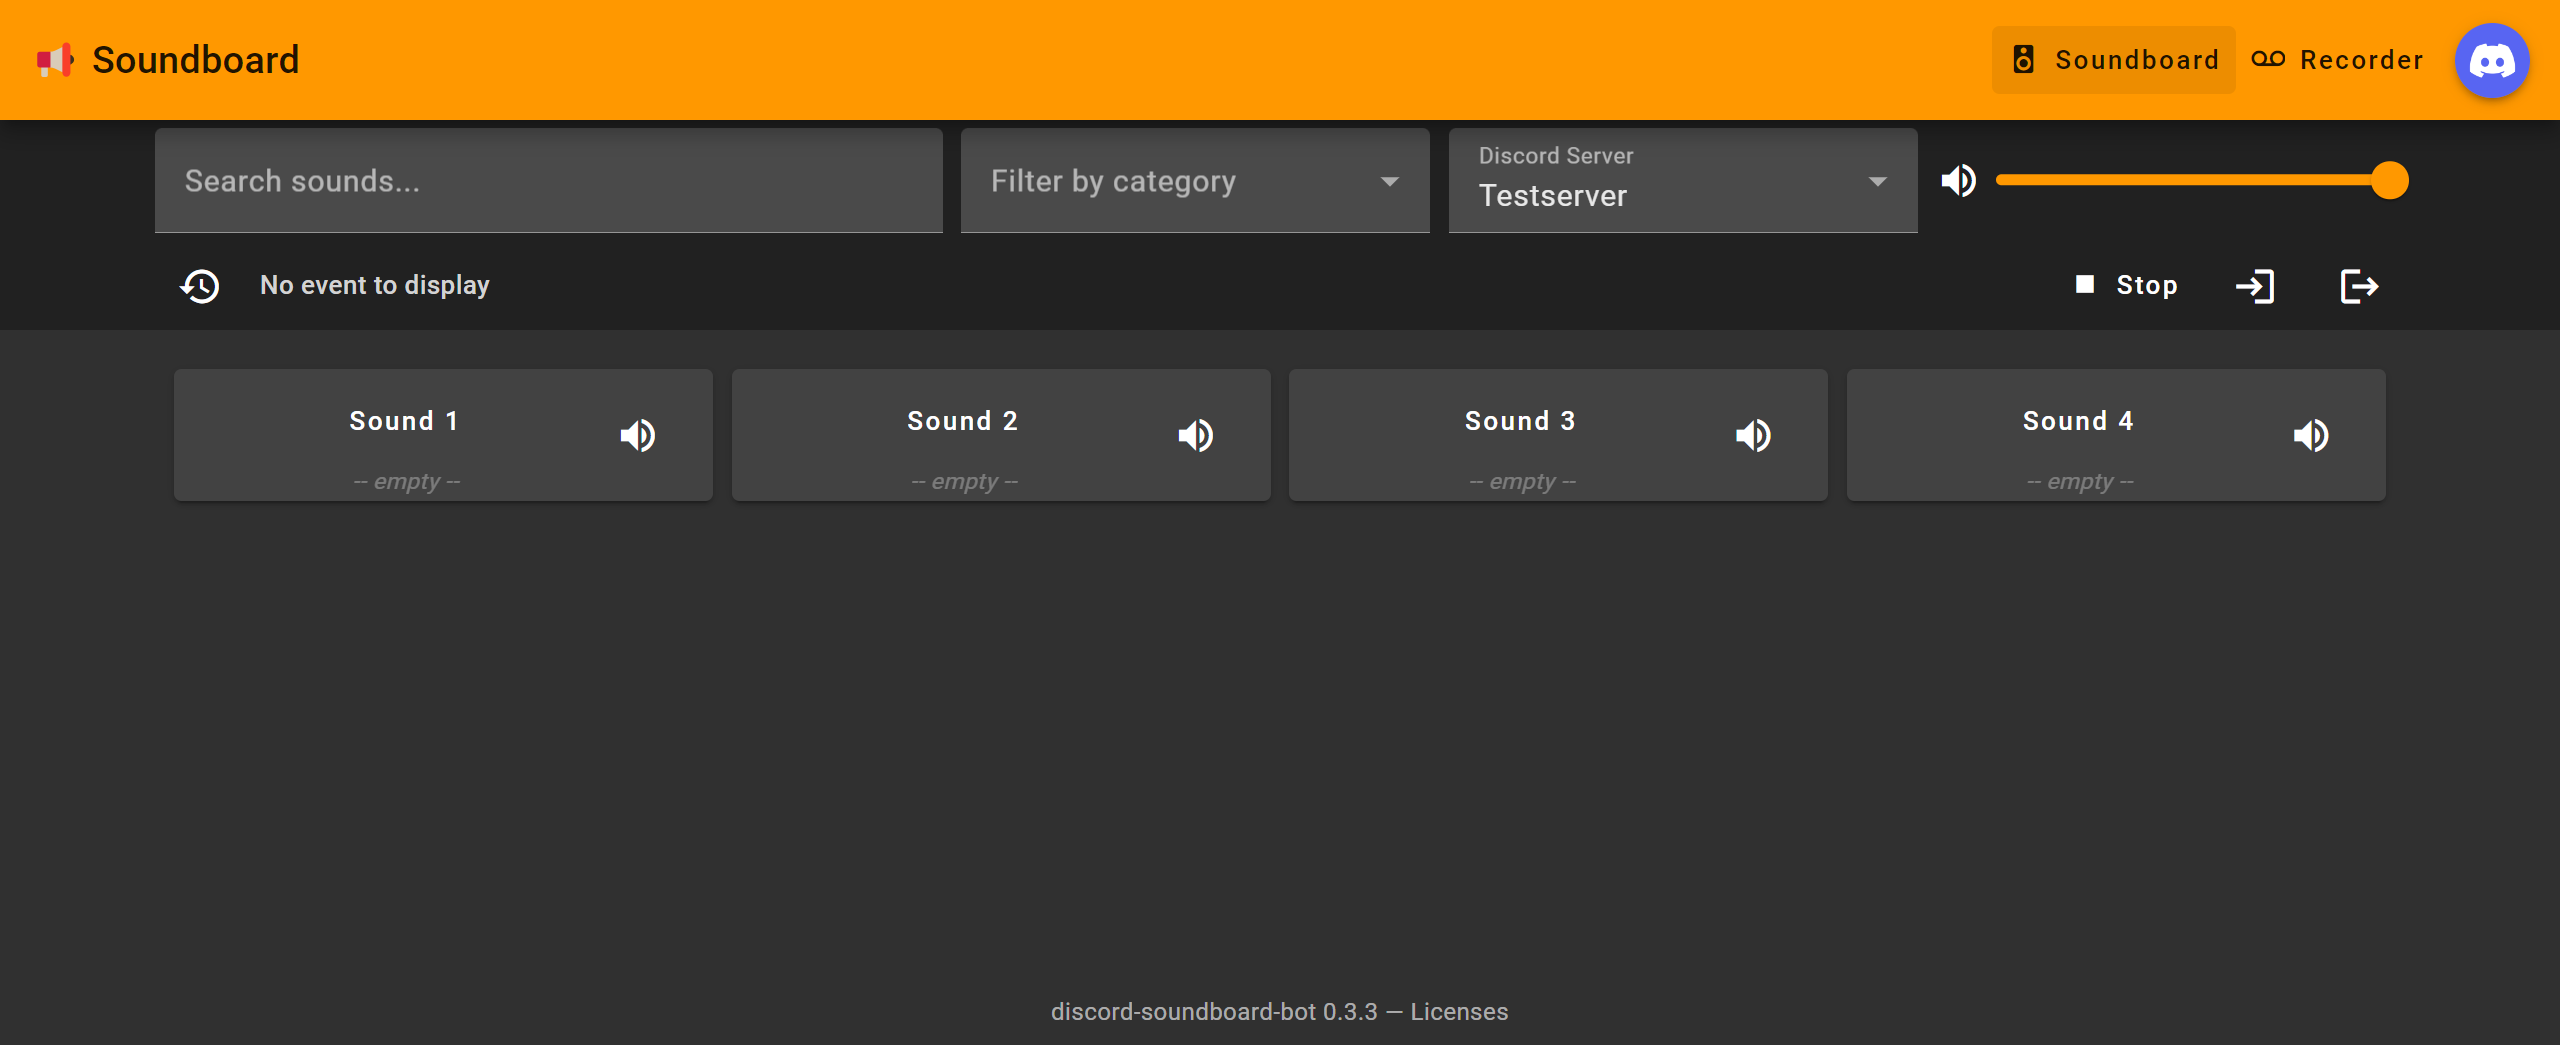 Soundboard
Soundboard
Recorder
Search sounds...
Filter by category
Discord Server
Testserver
No event to display
Stop
Sound 1
-- empty --
Sound 2
-- empty --
Sound 3
-- empty --
Sound 4
-- empty --
discord-soundboard-bot 0.3.3 — Licenses